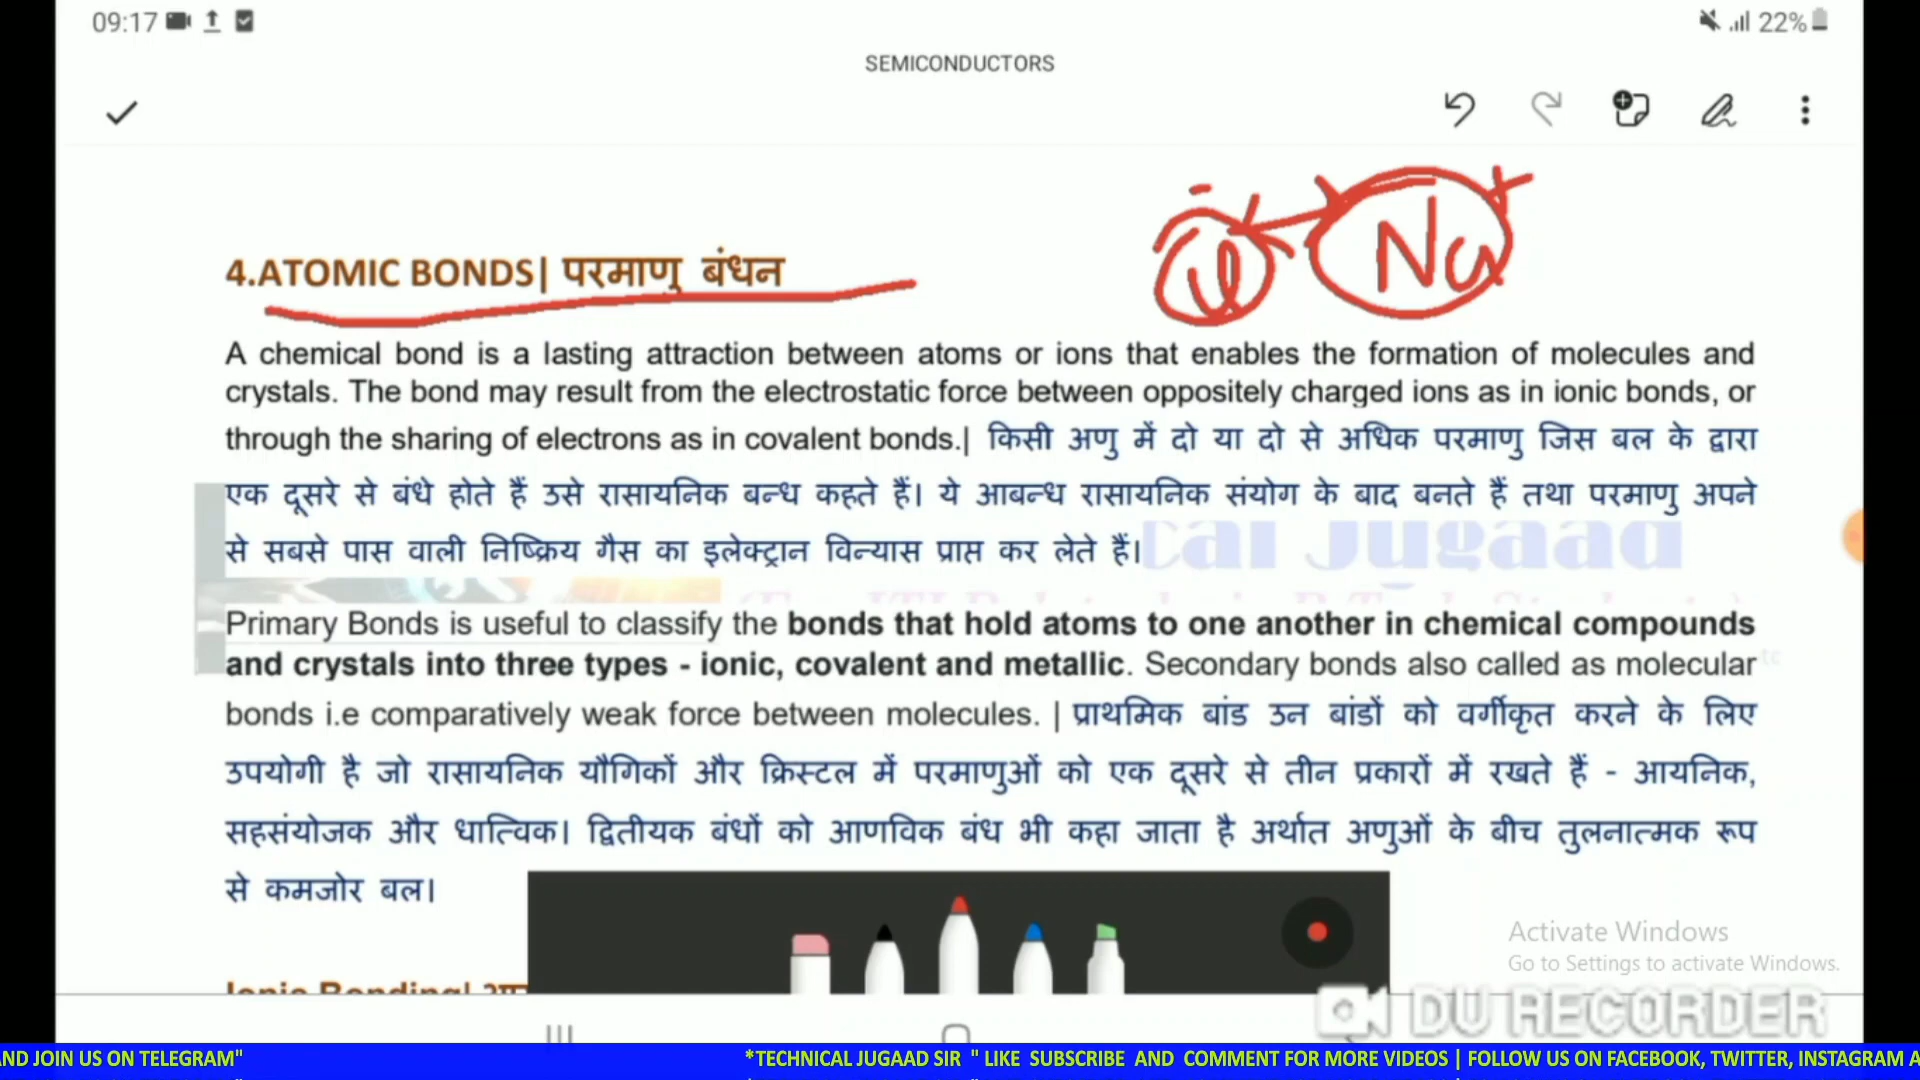 09:17
22%
SEMICONDUCTORS
Na
4.ATOMIC BONDS| परमाणु बंधन
A chemical bond is a lasting attraction between atoms or ions that enables the formation of molecules and
crystals. The bond may result from the electrostatic force between oppositely charged ions as in ionic bonds, or
through the sharing of electrons as in covalent bonds.| किसी अणु में दो या दो से अधिक परमाणु जिस बल के द्वारा
एक दूसरे से बंधे होते हैं उसे रासायनिक बन्ध कहते हैं। ये आबन्ध रासायनिक संयोग के बाद बनते हैं तथा परमाणु अपने
से सबसे पास वाली निष्क्रिय गैस का इलेक्ट्रान विन्यास प्राप्त कर लेते हैं।
Jugaad
Primary Bonds is useful to classify the bonds that hold atoms to one another in chemical compounds
and crystals into three types - ionic, covalent and metallic. Secondary bonds also called as molecular
bonds i.e comparatively weak force between molecules. | प्राथमिक बांड उन बांडों को वर्गीकृत करने के लिए
उपयोगी है जो रासायनिक यौगिकों और क्रिस्टल में परमाणुओं को एक दूसरे से तीन प्रकारों में रखते हैं - आयनिक,
सहसंयोजक और धात्विक। द्वितीयक बंधों को आणविक बंध भी कहा जाता है अर्थात अणुओं के बीच तुलनात्मक रूप
से कमजोर बल।
Activate Windows
Go to Settings to activate Windows.
Ionic Bonding|
DU RECORDER
AND JOIN US ON TELEGRAM" *TECHNICAL JUGAAD SIR " LIKE SUBSCRIBE AND COMMENT FOR MORE VIDEOS | FOLLOW US ON FACEBOOK, TWITTER, INSTAGRAM A